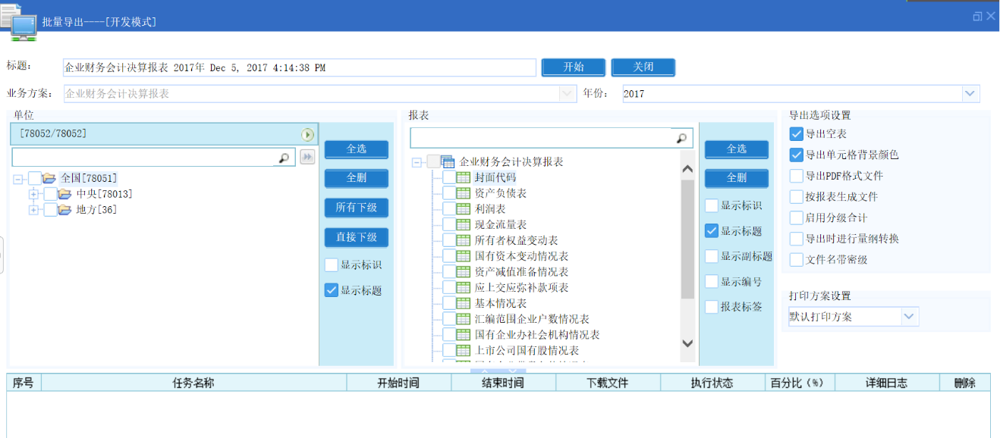 批量导出----[开发模式]
标题： 企业财务会计决算报表 2017年 Dec 5, 2017 4:14:38 PM 开始 关闭
业务方案： 企业财务会计决算报表 年份： 2017
单位
[78052/78052]
全国[78051]
中央[78013]
地方[36]
全选
全删
所有下级
直接下级
显示标识
显示标题
报表
企业财务会计决算报表
封面代码
资产负债表
利润表
现金流量表
所有者权益变动表
国有资本变动情况表
资产减值准备情况表
应上交应弥补款项表
基本情况表
汇编范围企业户数情况表
国有企业办社会机构情况表
上市公司国有股情况表
全选
全删
显示标识
显示标题
显示副标题
显示编号
报表标签
导出选项设置
导出空表
导出单元格背景颜色
导出PDF格式文件
按报表生成文件
启用分级合计
导出时进行量纲转换
文件名带密级
打印方案设置
默认打印方案
序号 任务名称 开始时间 结束时间 下载文件 执行状态 百分比（%） 详细日志 删除